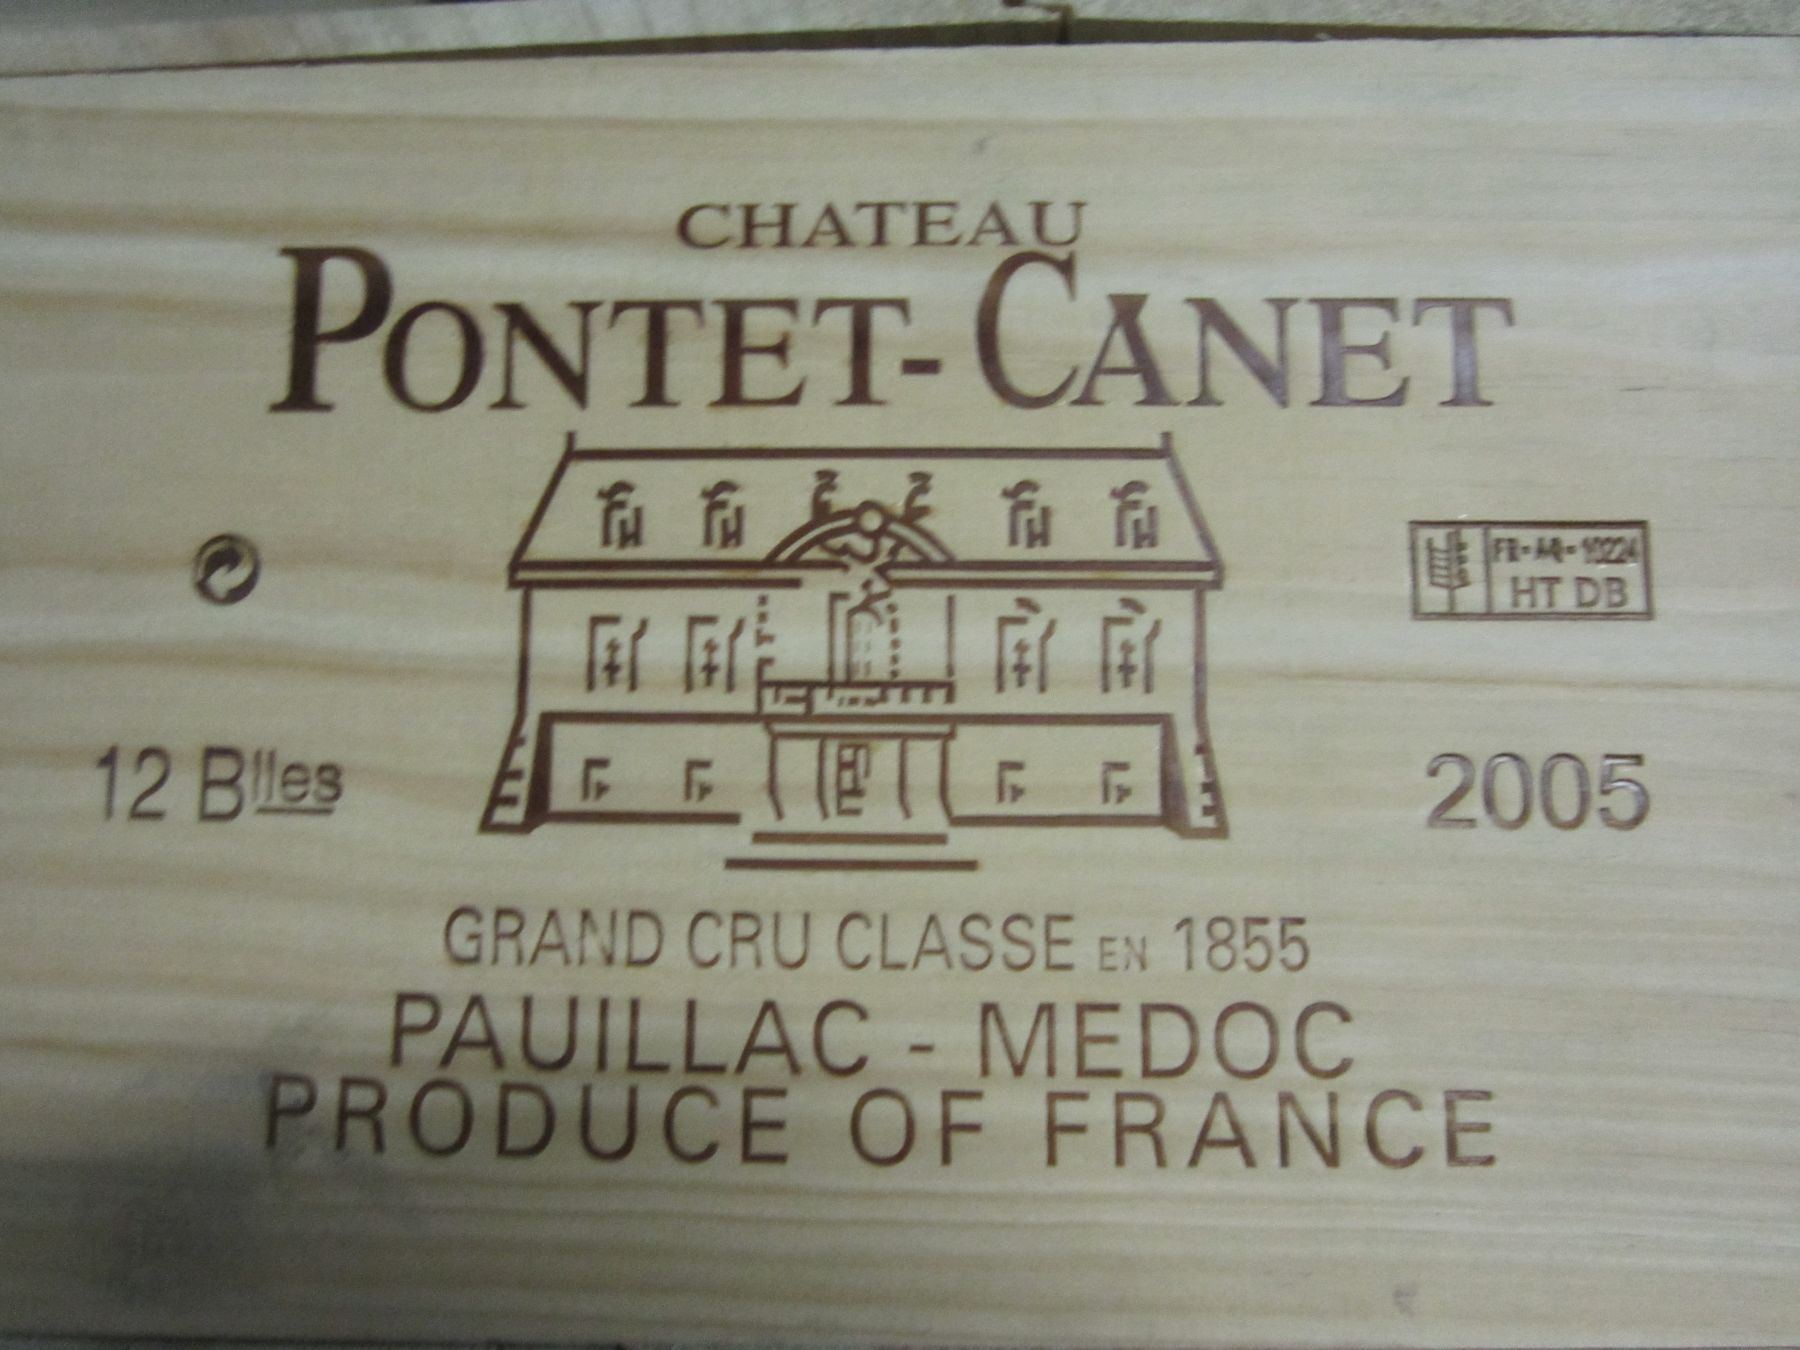 CHATEAU
PONTET-CANET
FR-AQ-10224
HT DB
12 Blles
2005
GRAND CRU CLASSE EN 1855
PAUILLAC - MEDOC
PRODUCE OF FRANCE